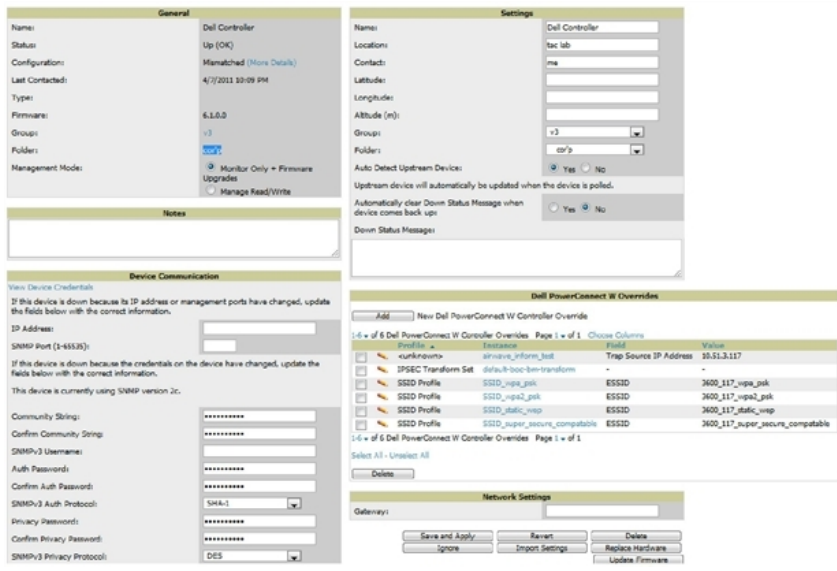 General
Name: Dell Controller
Status: Up (OK)
Configuration: Mismatched (More Details)
Last Contacted: 4/7/2011 10:09 PM
Type:
Firmware: 6.1.0.0
Group: v3
Folder: cor'p
Management Mode: Monitor Only + Firmware Upgrades
Manage Read/Write
Notes
Device Communication
View Device Credentials
If this device is down because its IP address or management ports have changed, update
the fields below with the correct information.
IP Address:
SNMP Port (1-65535):
If this device is down because the credentials on the device have changed, update the
fields below with the correct information.
This device is currently using SNMP version 2c.
Community String: ••••••••••
Confirm Community String: ••••••••••
SNMPv3 Username:
Auth Password: ••••••••••
Confirm Auth Password: ••••••••••
SNMPv3 Auth Protocol: SHA-1
Privacy Password: ••••••••••
Confirm Privacy Password: ••••••••••
SNMPv3 Privacy Protocol: DES
Settings
Name: Dell Controller
Location: tac lab
Contact: me
Latitude:
Longitude:
Altitude (m):
Group: v3
Folder: cor'p
Auto Detect Upstream Device: Yes No
Upstream device will automatically be updated when the device is polled.
Automatically clear Down Status Message when
device comes back up: Yes No
Down Status Message:
Dell PowerConnect W Overrides
Add New Dell PowerConnect W Controller Override
1-6 of 6 Dell PowerConnect W Controller Overrides Page 1 of 1 Choose Columns
Profile Instance Field Value
<unknown> airwave_inform_test Trap Source IP Address 10.51.3.117
IPSEC Transform Set default-boc-bm-transform - -
SSID Profile SSID_wpa_psk ESSID 3600_117_wpa_psk
SSID Profile SSID_wpa2_psk ESSID 3600_117_wpa2_psk
SSID Profile SSID_static_wep ESSID 3600_117_static_wep
SSID Profile SSID_super_secure_compatable ESSID 3600_117_super_secure_compatable
1-6 of 6 Dell PowerConnect W Controller Overrides Page 1 of 1
Select All - Unselect All
Delete
Network Settings
Gateway:
Save and Apply Revert Delete
Ignore Import Settings Replace Hardware
Update Firmware